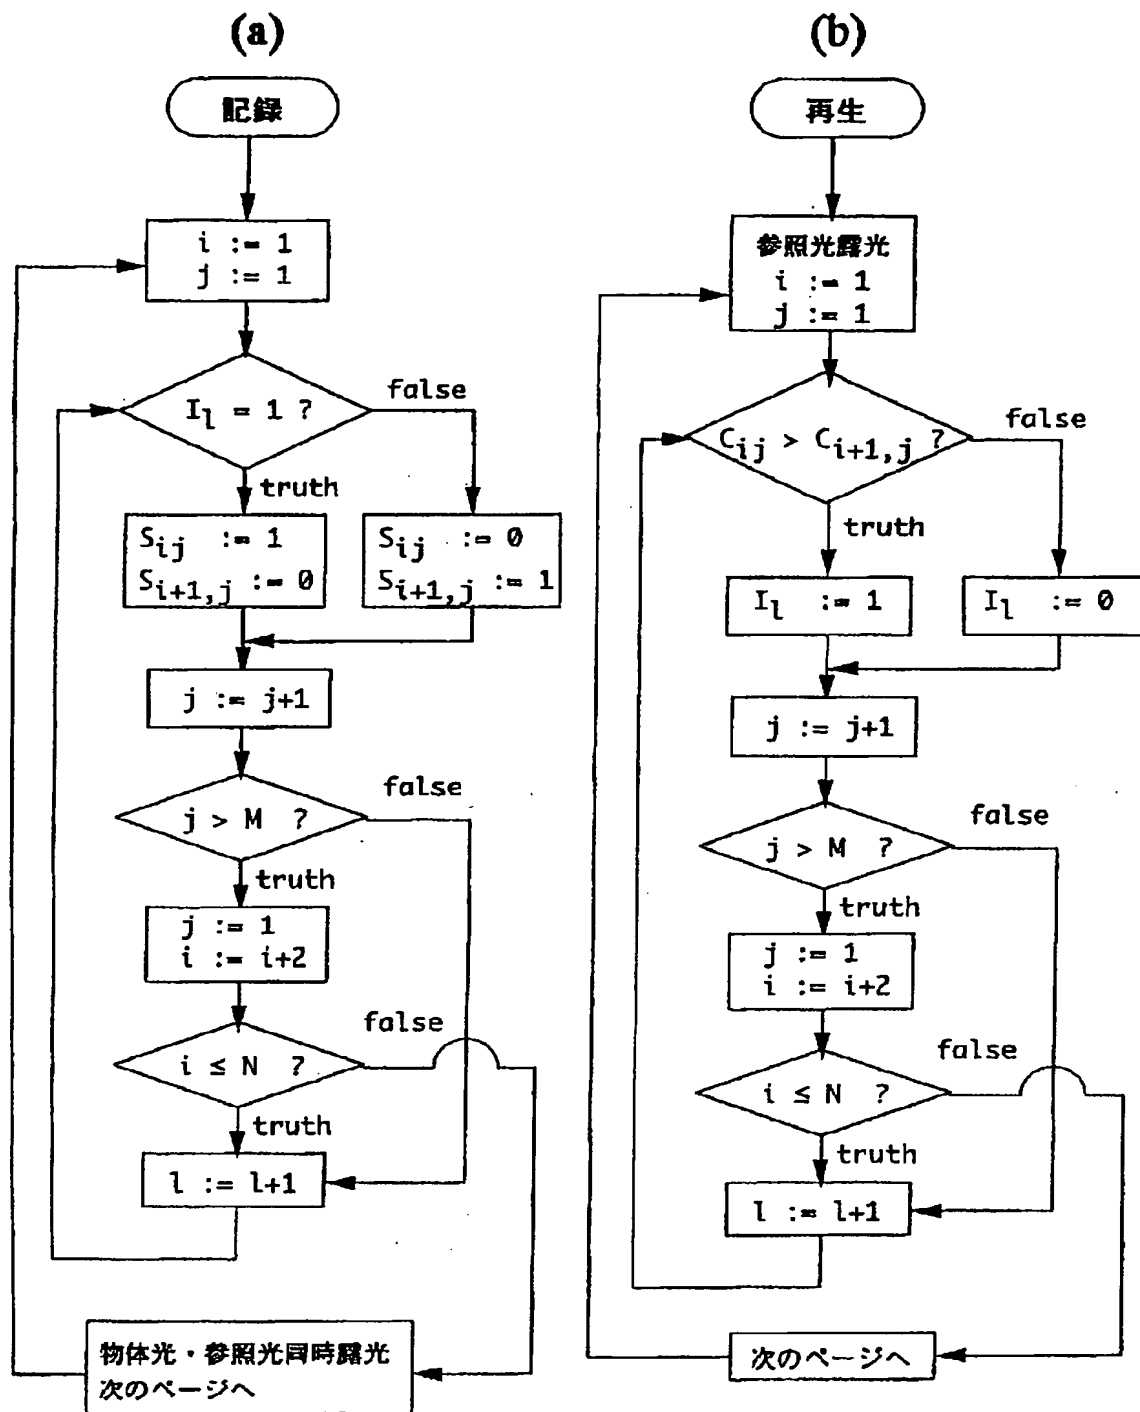 (a)
記録
i := 1
j := 1
I_l = 1 ?
false
truth
S_ij := 1
S_i+1,j := 0
S_ij := 0
S_i+1,j := 1
j := j+1
j > M ?
false
truth
j := 1
i := i+2
i ≤ N ?
false
truth
l := l+1
物体光・参照光同時露光
次のページへ
(b)
再生
参照光露光
i := 1
j := 1
C_ij > C_i+1,j ?
false
truth
I_l := 1
I_l := 0
j := j+1
j > M ?
false
truth
j := 1
i := i+2
i ≤ N ?
false
truth
l := l+1
次のページへ